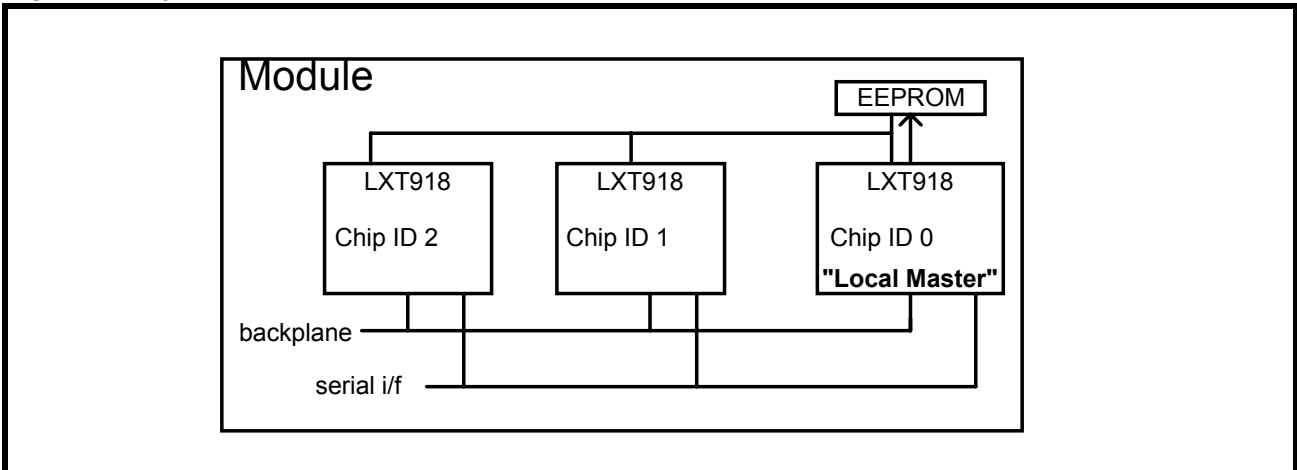 Module
EEPROM
LXT918
Chip ID 2
LXT918
Chip ID 1
LXT918
Chip ID 0
"Local Master"
backplane
serial i/f